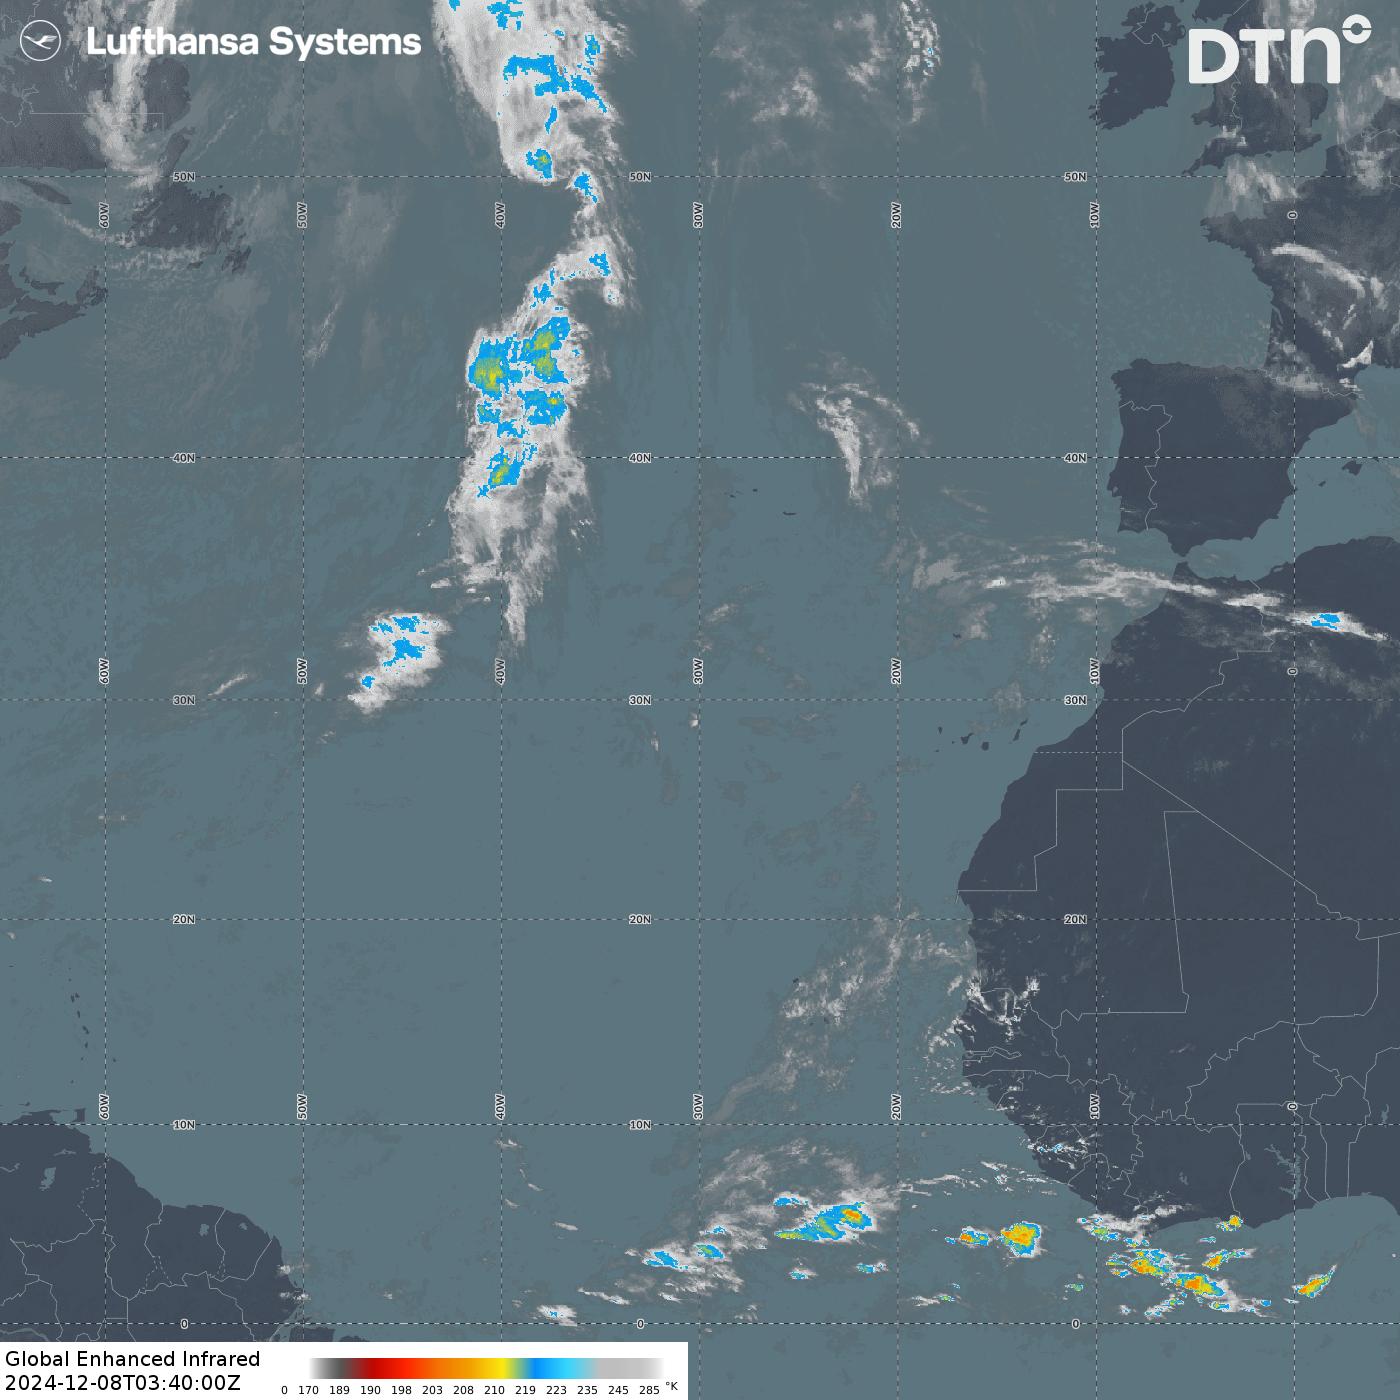 Lufthansa Systems
DTN
50N 50N 50N
60W 50W 40W 30W 20W 10W 0
40N 40N 40N
60W 50W 40W 30W 20W 10W 0
30N 30N 30N
20N 20N 20N
60W 50W 40W 30W 20W 10W 0
10N 10N 10N
0 0 0
Global Enhanced Infrared
2024-12-08T03:40:00Z
0 170 189 190 198 203 208 210 219 223 235 245 285 °K